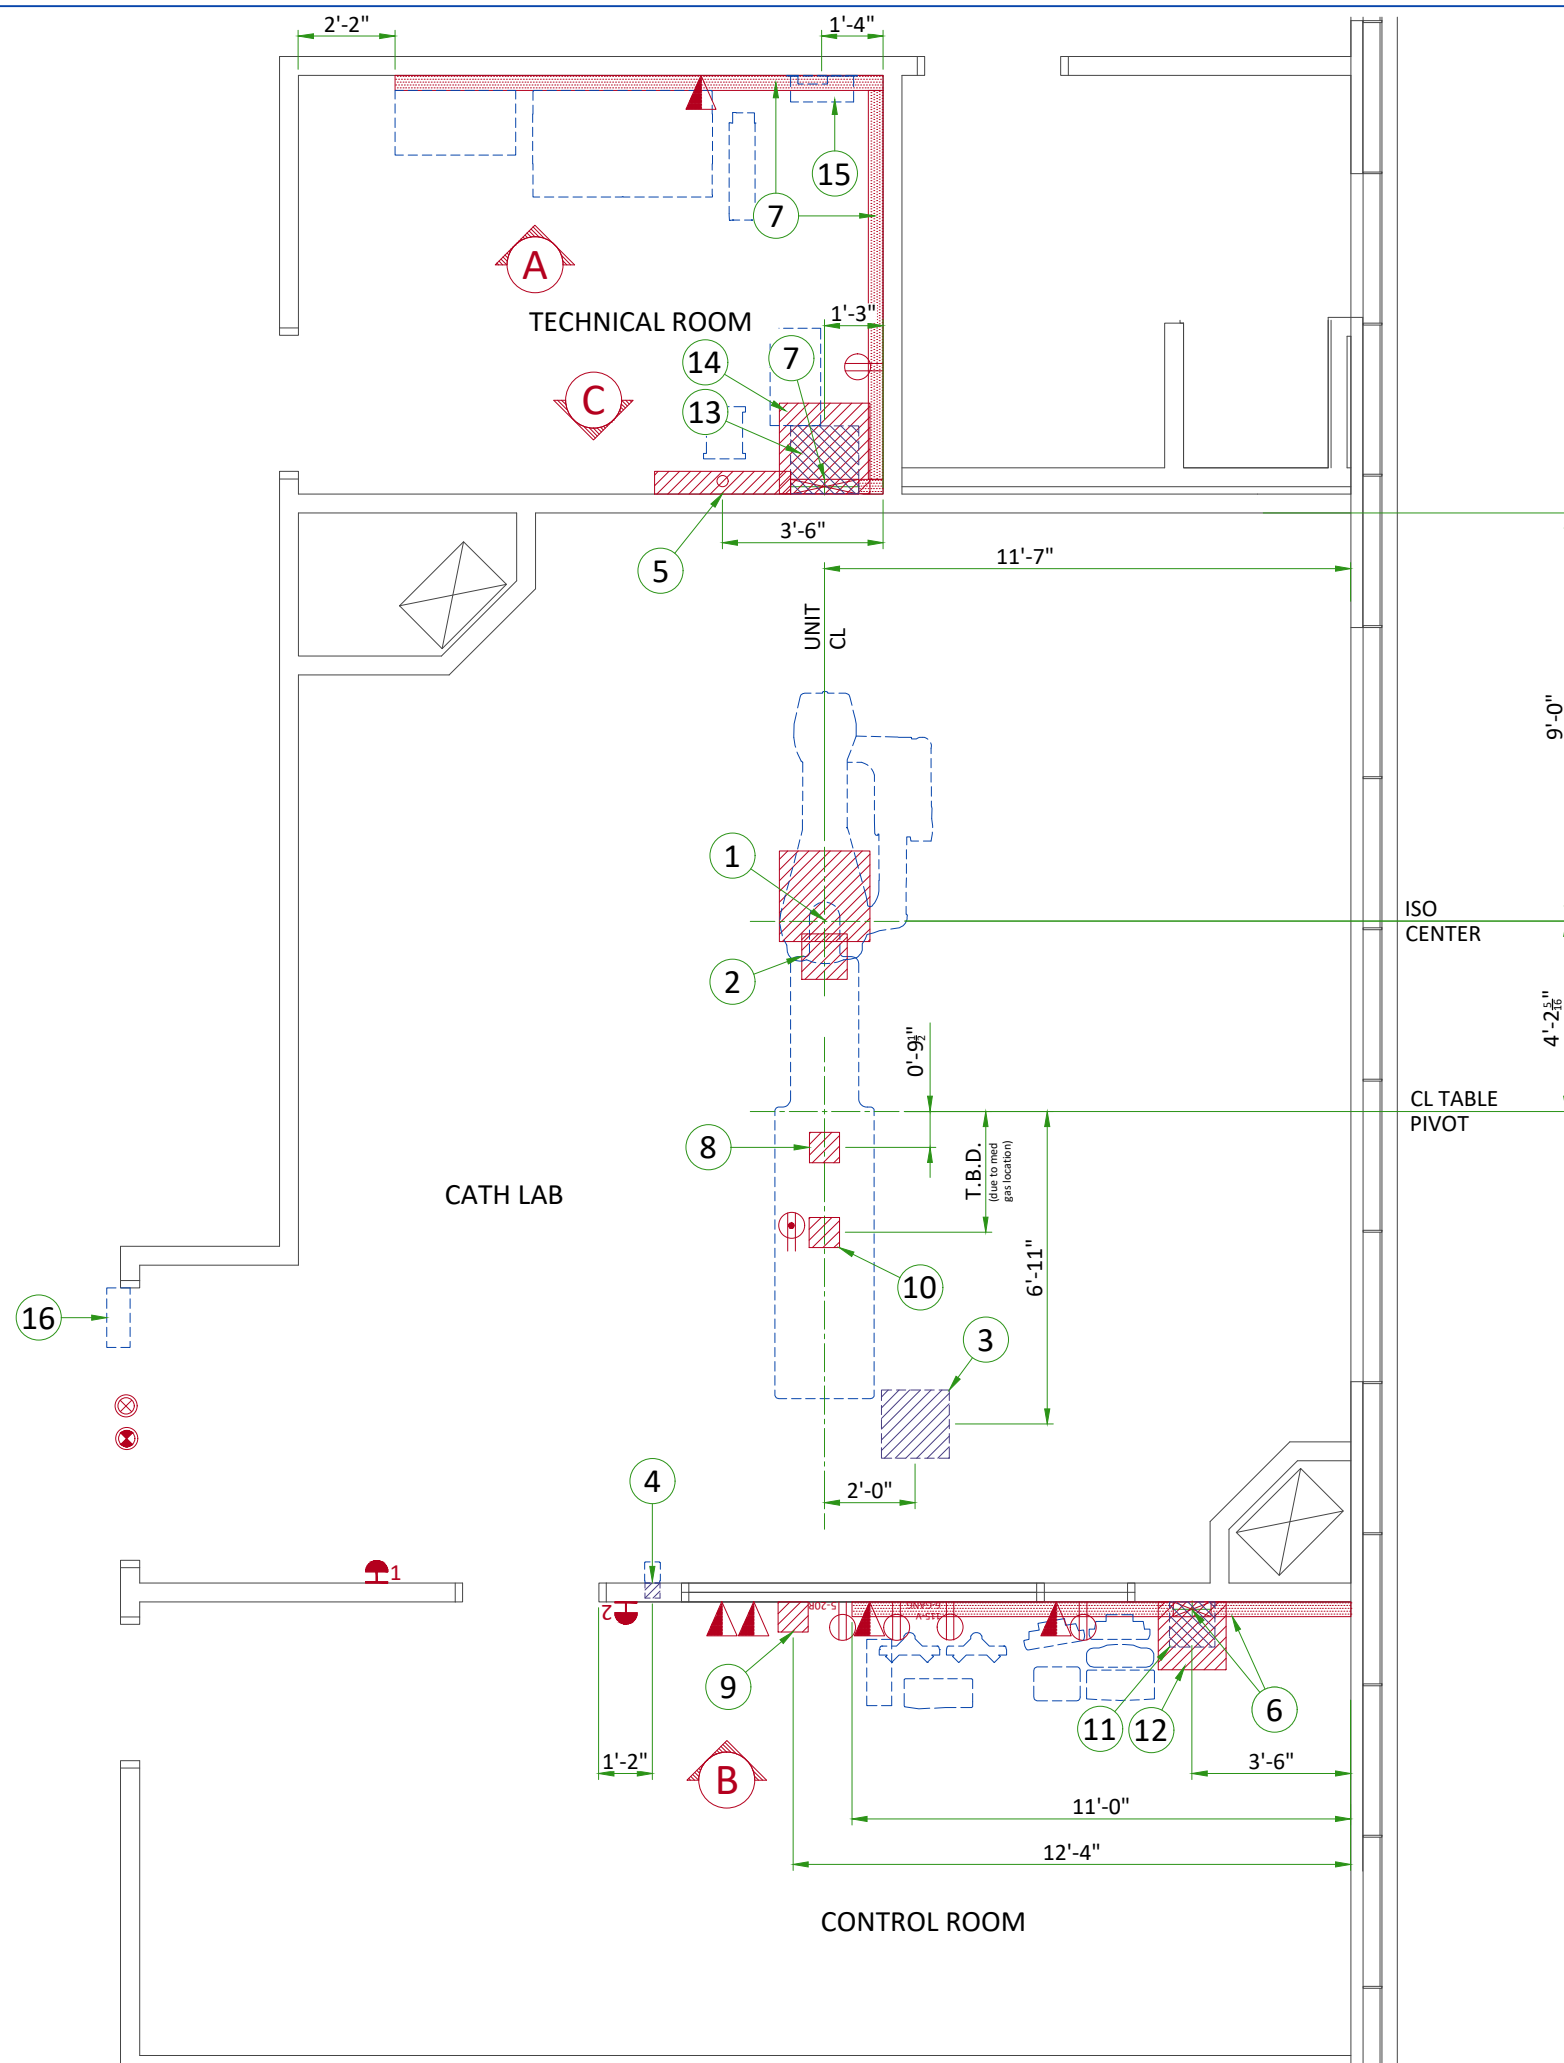 2'-2"
1'-4"
15
7
A
TECHNICAL ROOM
1'-3"
14
7
C
13
3'-6"
5
11'-7"
UNIT
CL
9'-0"
1
ISO
CENTER
2
4'-2 5/16"
0'-9 1/2"
CL TABLE
PIVOT
8
T.B.D.
(due to med
gas location)
CATH LAB
6'-11"
10
16
3
4
2'-0"
1
2
5-20R
115-V
9
6
11
12
1'-2"
B
3'-6"
11'-0"
12'-4"
CONTROL ROOM